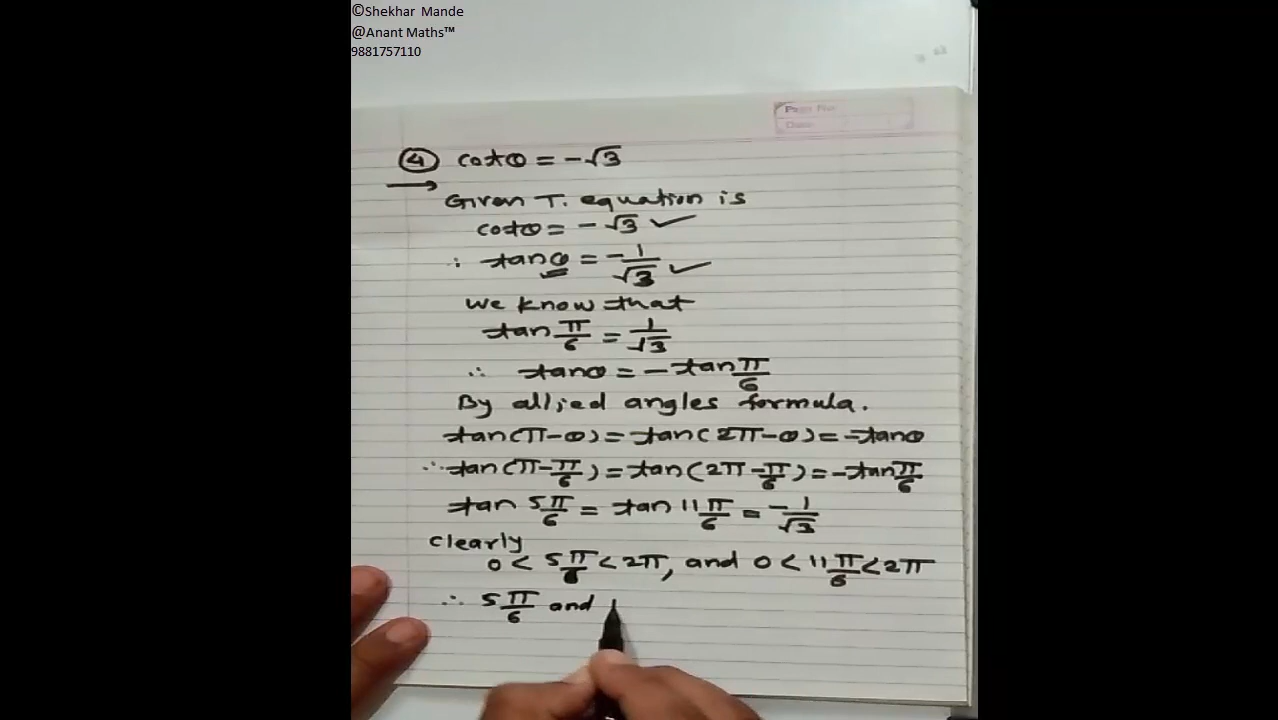 ©Shekhar Mande
@Anant Maths™
9881757110
Page No.
Date
④ cotθ = -√3
Given T. equation is
cotθ = -√3 ✓
∴ tanθ = -1/√3 ✓
we know that
tan π/6 = 1/√3
∴ tanθ = -tan π/6
By allied angles formula.
tan(π-θ) = tan(2π-θ) = -tanθ
∴ tan(π-π/6) = tan(2π-π/6) = -tan π/6
tan 5π/6 = tan 11π/6 = -1/√3
clearly
0 < 5π/6 < 2π, and 0 < 11π/6 < 2π
∴ 5π/6 and